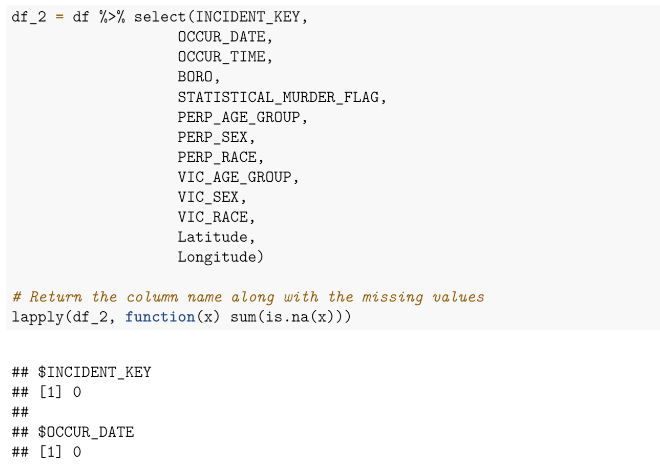 df_2 = df %>% select(INCIDENT_KEY,
OCCUR_DATE,
OCCUR_TIME,
BORO,
STATISTICAL_MURDER_FLAG,
PERP_AGE_GROUP,
PERP_SEX,
PERP_RACE,
VIC_AGE_GROUP,
VIC_SEX,
VIC_RACE,
Latitude,
Longitude)
# Return the column name along with the missing values
lapply(df_2, function(x) sum(is.na(x)))
## $INCIDENT_KEY
## [1] 0
##
## $OCCUR_DATE
## [1] 0